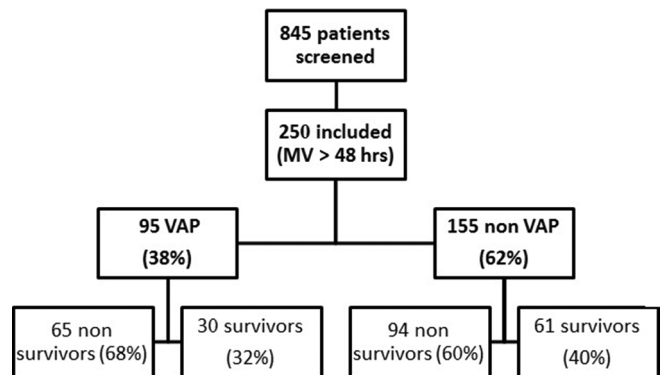 845 patients
screened
250 included
(MV > 48 hrs)
95 VAP
(38%)
155 non VAP
(62%)
65 non
survivors (68%)
30 survivors
(32%)
94 non
survivors (60%)
61 survivors
(40%)